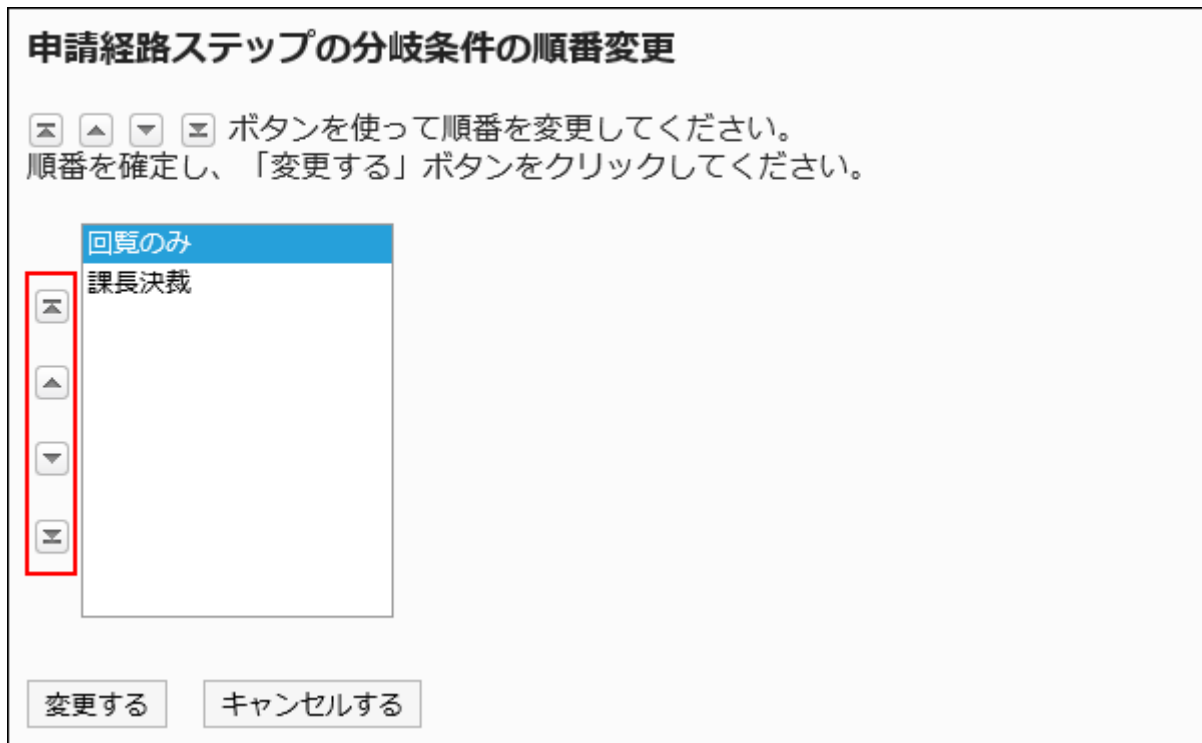 申請経路ステップの分岐条件の順番変更
ボタンを使って順番を変更してください。
順番を確定し、「変更する」ボタンをクリックしてください。
回覧のみ
課長決裁
変更する
キャンセルする